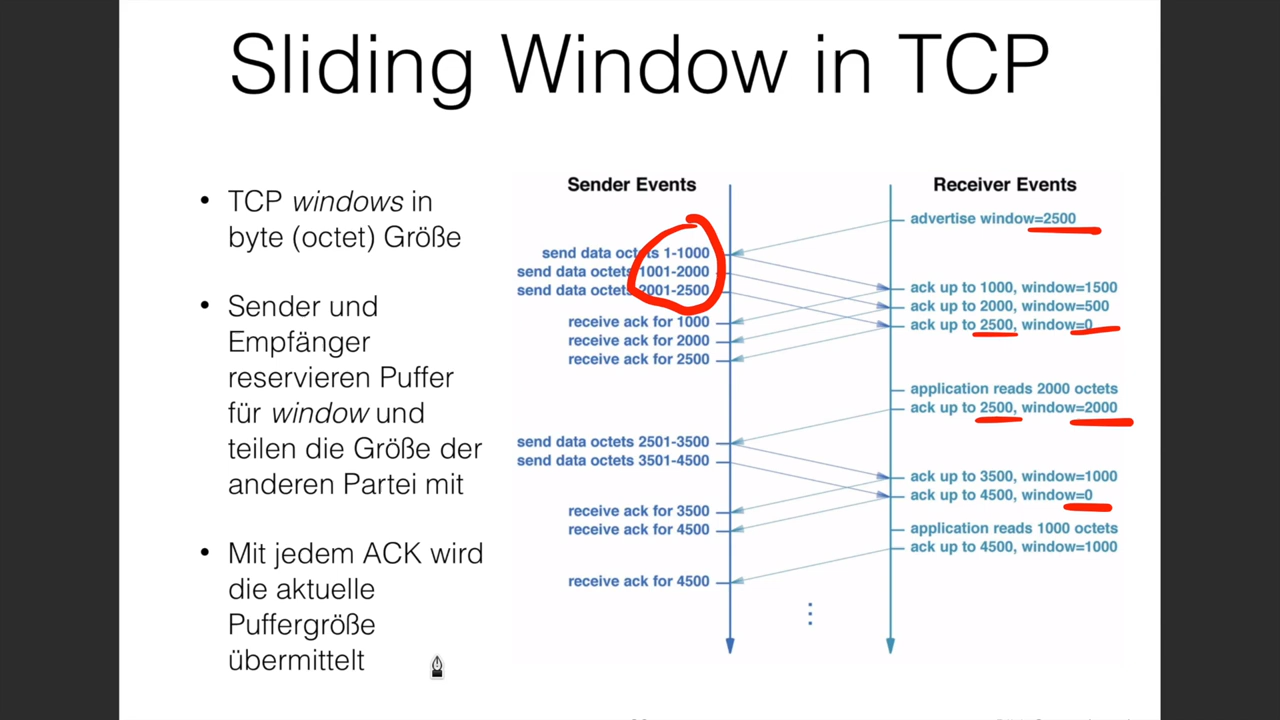 Sliding Window in TCP
• TCP windows in
byte (octet) Größe
• Sender und
Empfänger
reservieren Puffer
für window und
teilen die Größe der
anderen Partei mit
• Mit jedem ACK wird
die aktuelle
Puffergröße
übermittelt
Sender Events
send data octets 1-1000
send data octets 1001-2000
send data octets 2001-2500
receive ack for 1000
receive ack for 2000
receive ack for 2500
send data octets 2501-3500
send data octets 3501-4500
receive ack for 3500
receive ack for 4500
receive ack for 4500
Receiver Events
advertise window=2500
ack up to 1000, window=1500
ack up to 2000, window=500
ack up to 2500, window=0
application reads 2000 octets
ack up to 2500, window=2000
ack up to 3500, window=1000
ack up to 4500, window=0
application reads 1000 octets
ack up to 4500, window=1000